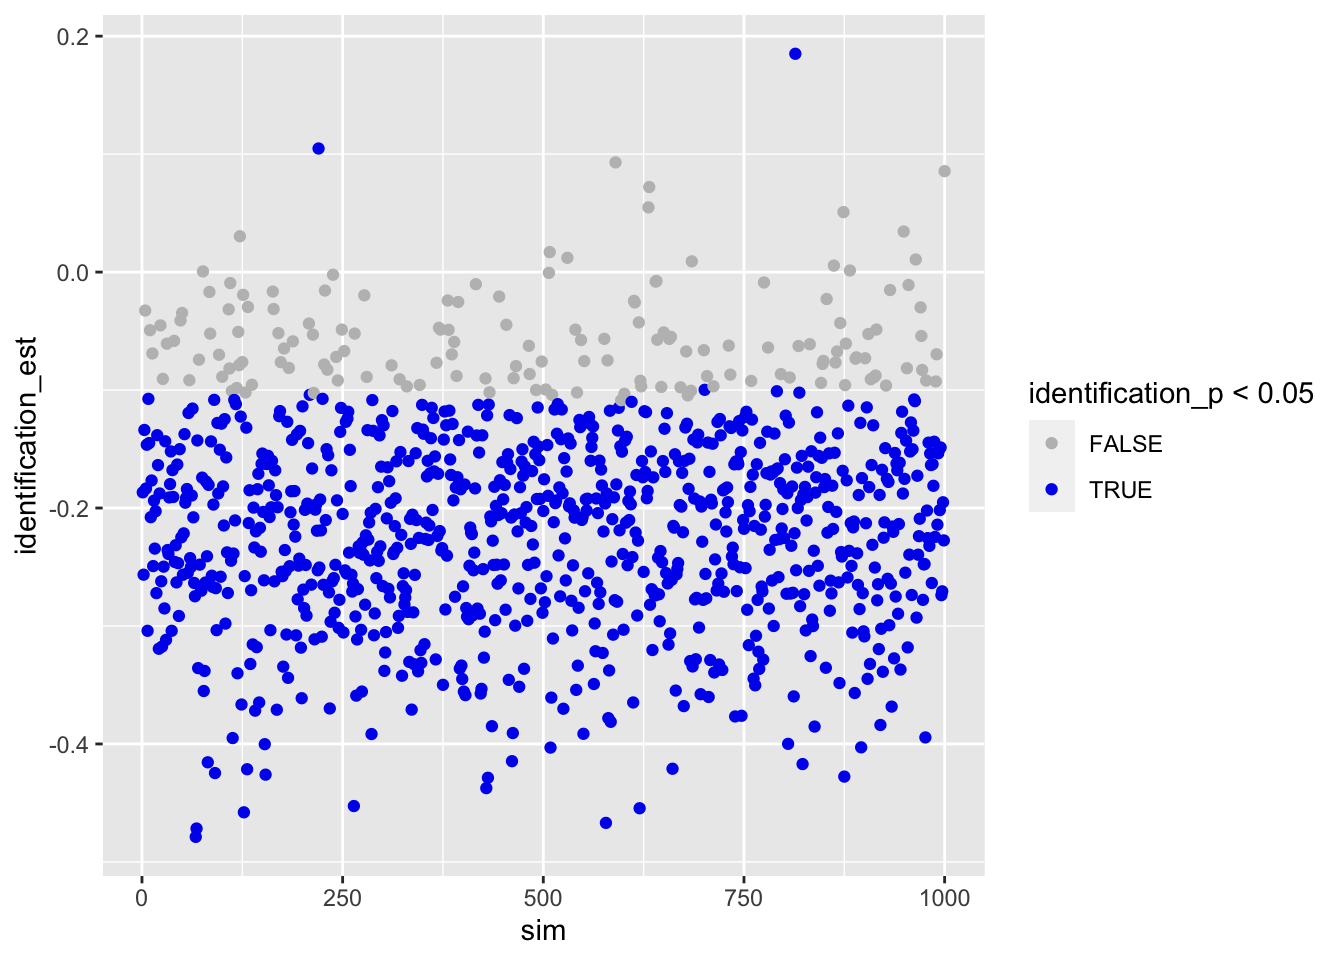 0.2
0.0
-0.2
-0.4
identification_est
0
250
500
750
1000
sim
identification_p < 0.05
FALSE
TRUE